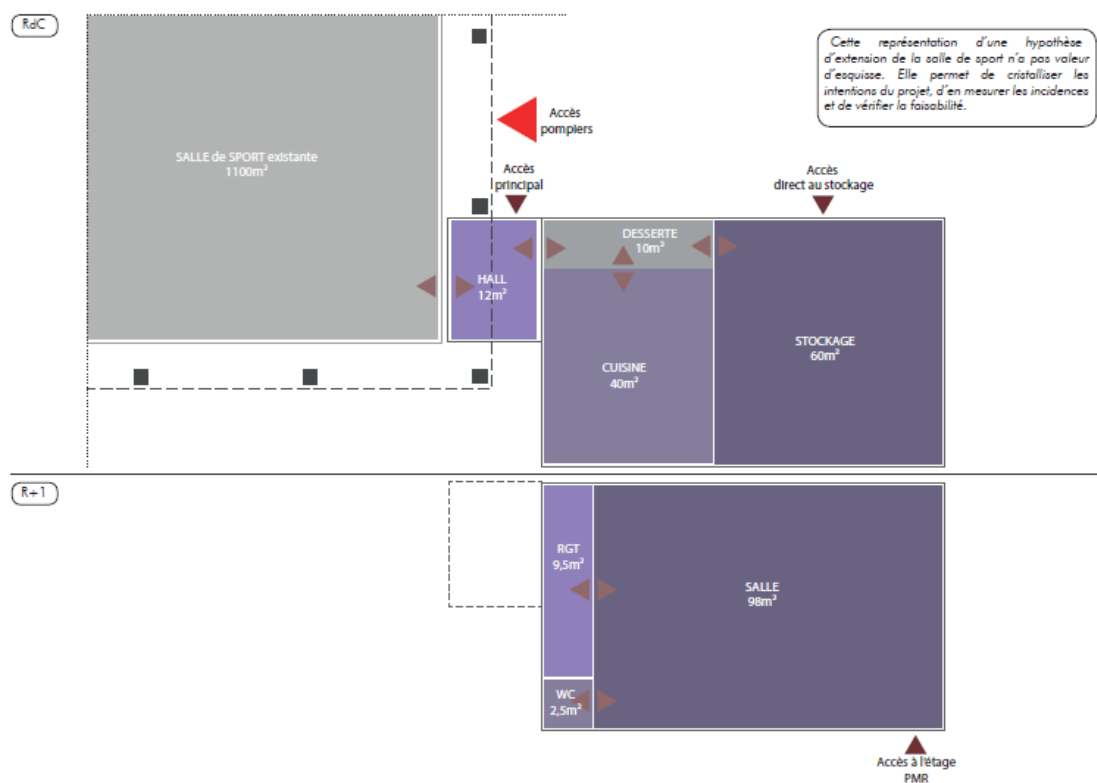 RdC
Cette représentation d'une hypothèse
d'extension de la salle de sport n'a pas valeur
d'esquisse. Elle permet de cristalliser les
intentions du projet, d'en mesurer les incidences
et de vérifier la faisabilité.
Accès
pompiers
SALLE de SPORT existante
1100m²
Accès
principal
Accès
direct au stockage
DESSERTE
10m²
HALL
12m²
STOCKAGE
60m²
CUISINE
40m²
R+1
RGT
9,5m²
SALLE
98m²
WC
2,5m²
Accès à l'étage
PMR